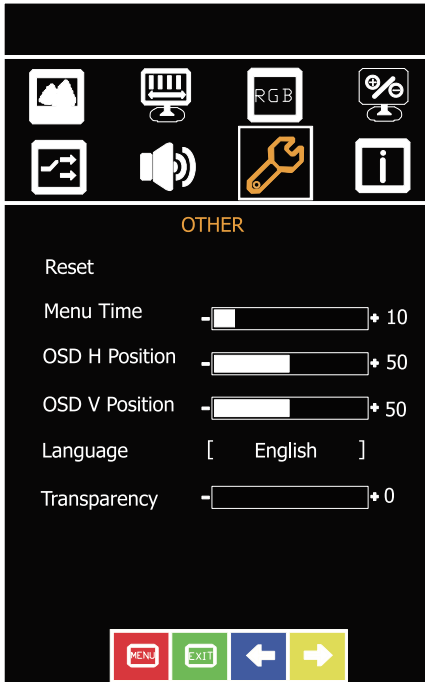 RGB
i
OTHER
Reset
Menu Time - + 10
OSD H Position - + 50
OSD V Position - + 50
Language [ English ]
Transparency - + 0
MENU EXIT